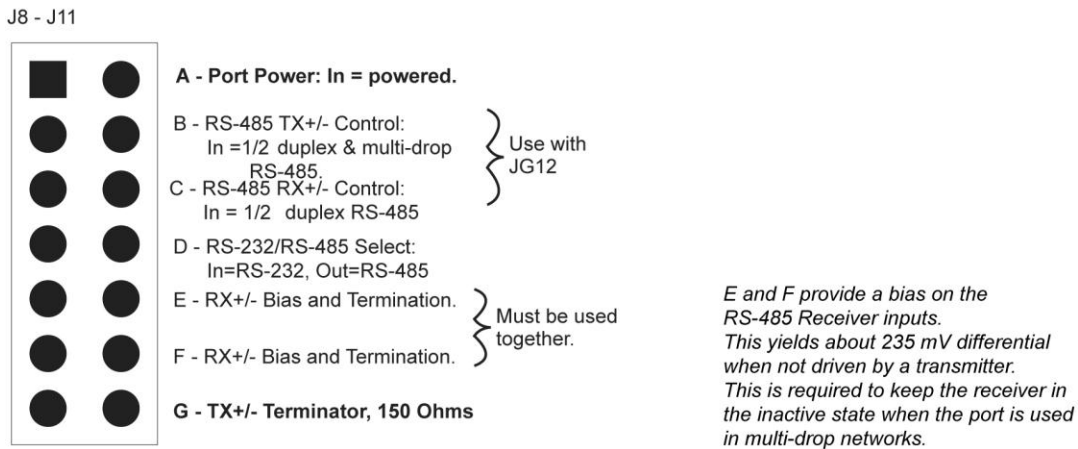 J8 - J11
A - Port Power: In = powered.
B - RS-485 TX+/- Control:
In =1/2 duplex & multi-drop
RS-485.
C - RS-485 RX+/- Control:
In = 1/2 duplex RS-485
Use with
JG12
D - RS-232/RS-485 Select:
In=RS-232, Out=RS-485
E - RX+/- Bias and Termination.
F - RX+/- Bias and Termination.
Must be used
together.
G - TX+/- Terminator, 150 Ohms
E and F provide a bias on the
RS-485 Receiver inputs.
This yields about 235 mV differential
when not driven by a transmitter.
This is required to keep the receiver in
the inactive state when the port is used
in multi-drop networks.